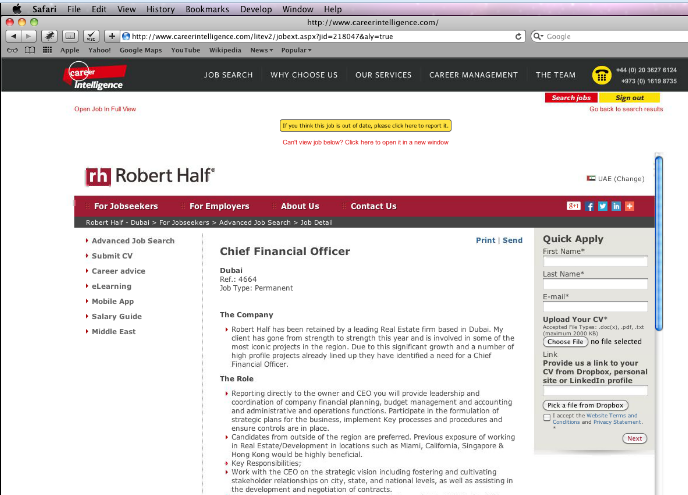 Safari File Edit View History Bookmarks Develop Window Help
http://www.careerintelligence.com/
http://www.careerintelligence.com/litev2/jobext.aspx?jid=218047&aly=true
Google
Apple Yahoo! Google Maps YouTube Wikipedia News Popular
career intelligence
JOB SEARCH WHY CHOOSE US OUR SERVICES CAREER MANAGEMENT THE TEAM
+44 (0) 20 3627 6124
+973 (0) 1619 8735
Search jobs Sign out
Open Job In Full View
Go back to search results
If you think this job is out of date, please click here to report it.
Can't view job below? Click here to open it in a new window
rh Robert Half®
UAE (Change)
For Jobseekers For Employers About Us Contact Us
g+1 f in +
Robert Half - Dubai > For Jobseekers > Advanced Job Search > Job Detail
Advanced Job Search
Submit CV
Career advice
eLearning
Mobile App
Salary Guide
Middle East
Print | Send
Chief Financial Officer
Dubai
Ref.: 4664
Job Type: Permanent
The Company
Robert Half has been retained by a leading Real Estate firm based in Dubai. My
client has gone from strength to strength this year and is involved in some of the
most iconic projects in the region. Due to this significant growth and a number of
high profile projects already lined up they have identified a need for a Chief
Financial Officer.
The Role
Reporting directly to the owner and CEO you will provide leadership and
coordination of company financial planning, budget management and accounting
and administrative and operations functions. Participate in the formulation of
strategic plans for the business, implement Key processes and procedures and
ensure controls are in place.
Candidates from outside of the region are preferred. Previous exposure of working
in Real Estate/Development in locations such as Miami, California, Singapore &
Hong Kong would be highly beneficial.
Key Responsibilities;
Work with the CEO on the strategic vision including fostering and cultivating
stakeholder relationships on city, state, and national levels, as well as assisting in
the development and negotiation of contracts.
Quick Apply
First Name*
Last Name*
E-mail*
Upload Your CV*
Accepted File Types: .doc(x), .pdf, .txt
(maximum 2000 KB)
Choose File no file selected
Link
Provide us a link to your
CV from Dropbox, personal
site or LinkedIn profile
Pick a file from Dropbox
I accept the Website Terms and
Conditions and Privacy Statement.
*
Next